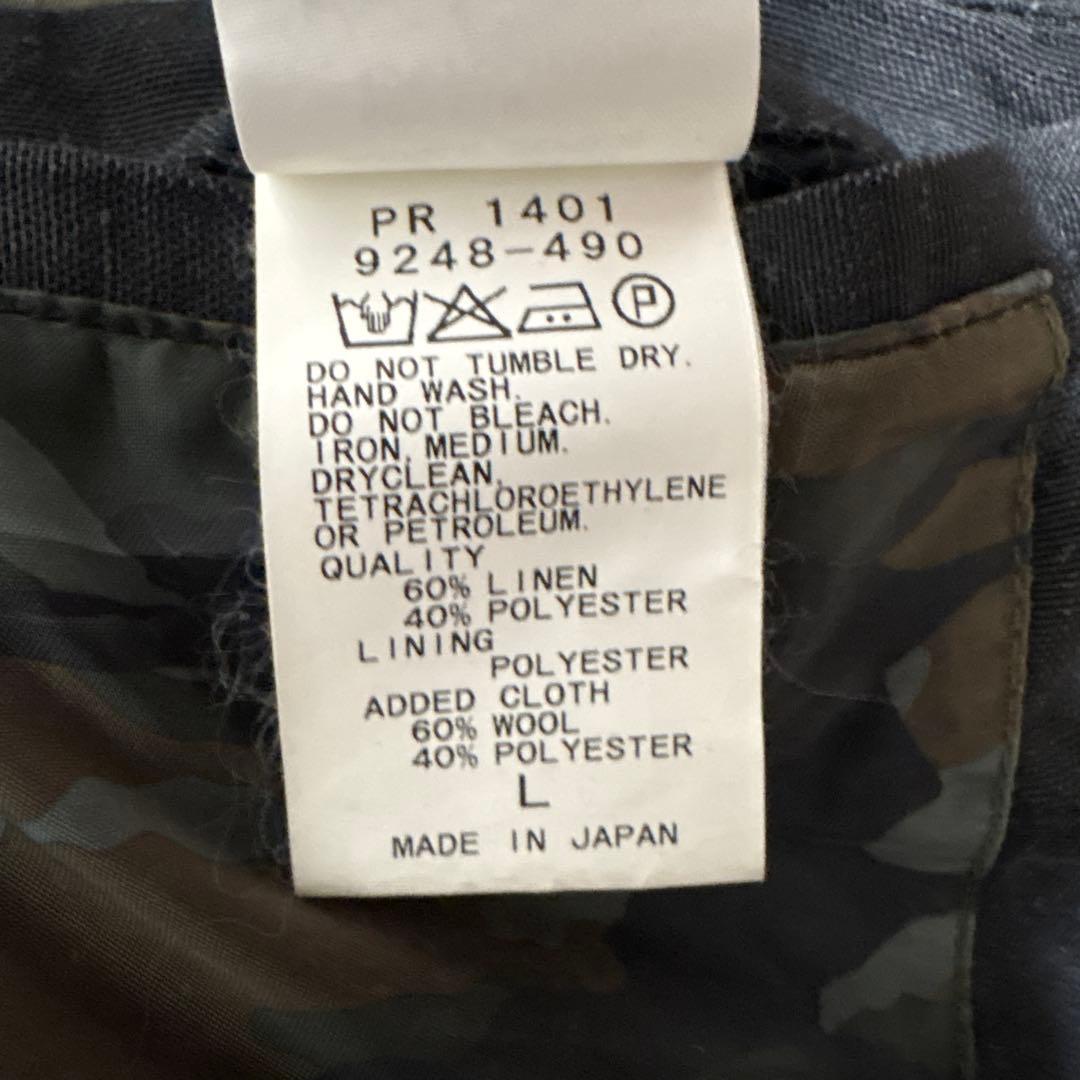 PR 1401
9248-490
P
DO NOT TUMBLE DRY.
HAND WASH.
DO NOT BLEACH.
IRON, MEDIUM.
DRYCLEAN,
TETRACHLOROETHYLENE
OR PETROLEUM.
QUALITY
60% LINEN
40% POLYESTER
LINING
POLYESTER
ADDED CLOTH
60% WOOL
40% POLYESTER
L
MADE IN JAPAN